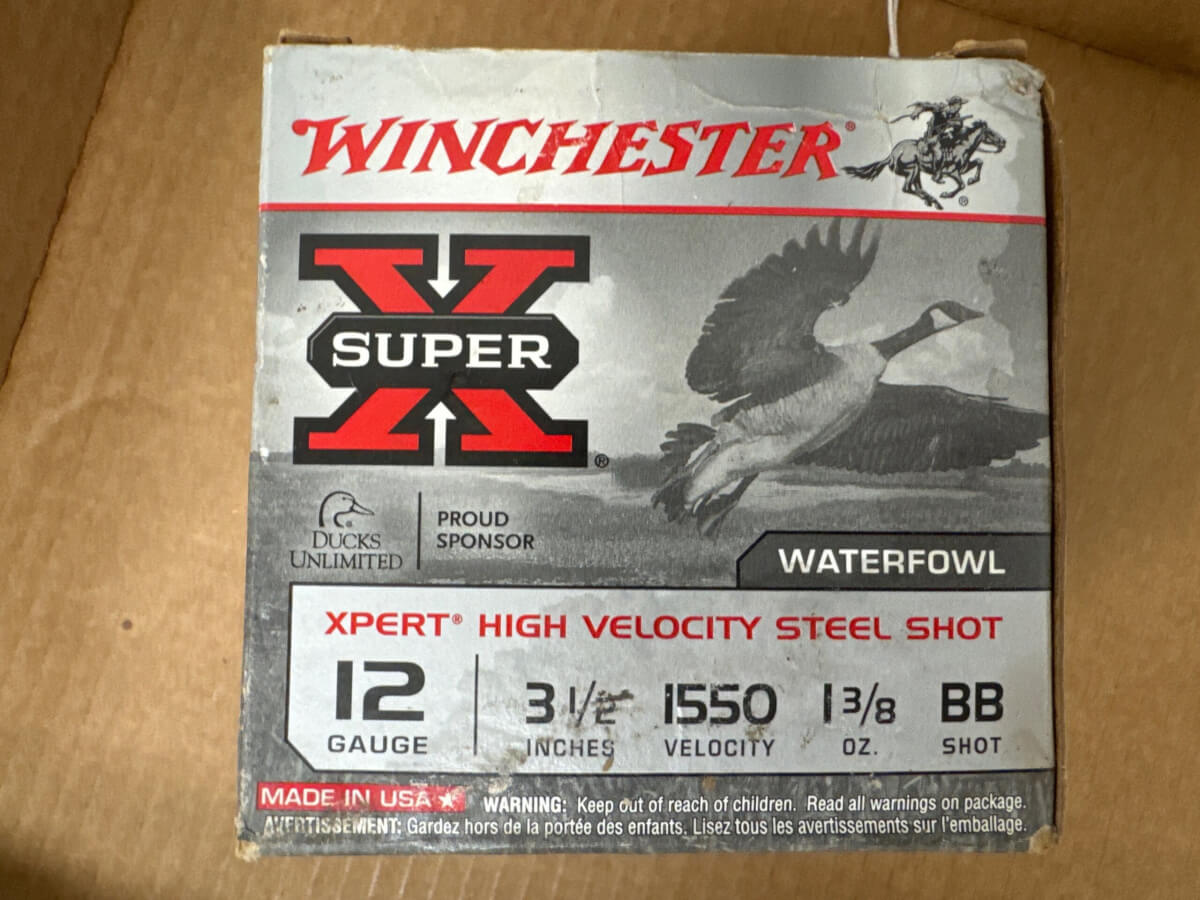 WINCHESTER®
®
SUPER X®
DUCKS UNLIMITED
PROUD SPONSOR
WATERFOWL
XPERT® HIGH VELOCITY STEEL SHOT
12 GAUGE
3 1/2 INCHES
1550 VELOCITY
1 3/8 OZ.
BB SHOT
MADE IN USA ★
WARNING: Keep out of reach of children. Read all warnings on package.
AVERTISSEMENT: Gardez hors de la portée des enfants. Lisez tous les avertissements sur l'emballage.